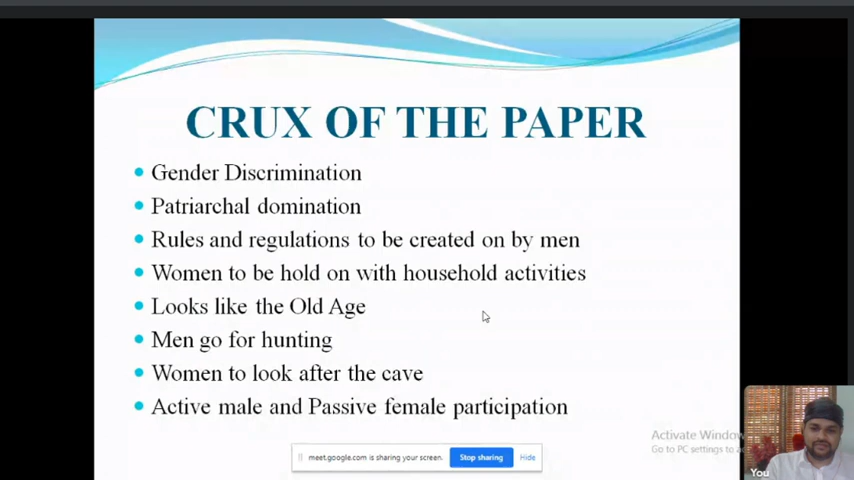 CRUX OF THE PAPER
Gender Discrimination
Patriarchal domination
Rules and regulations to be created on by men
Women to be hold on with household activities
Looks like the Old Age
Men go for hunting
Women to look after the cave
Active male and Passive female participation
Activate Window
Go to PC settings to a
meet.google.com is sharing your screen. Stop sharing Hide
You